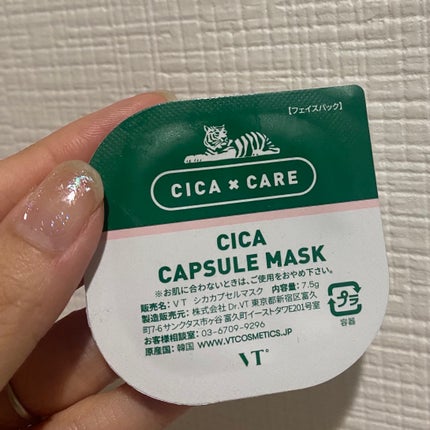 【フェイスパック】
CICA × CARE
CICA
CAPSULE MASK
※お肌に合わないときは、ご使用をおやめ下さい。
販売名：VT シカカプセルマスク 内容量：7.5g
製造販売元：株式会社 Dr.VT 東京都新宿区富久
町7-6 サンクタス市ヶ谷 富久町イーストタワE201号室
お客様相談室：03-6709-9296
原産国：韓国 WWW.VTCOSMETICS.JP
プラ
容器
VT